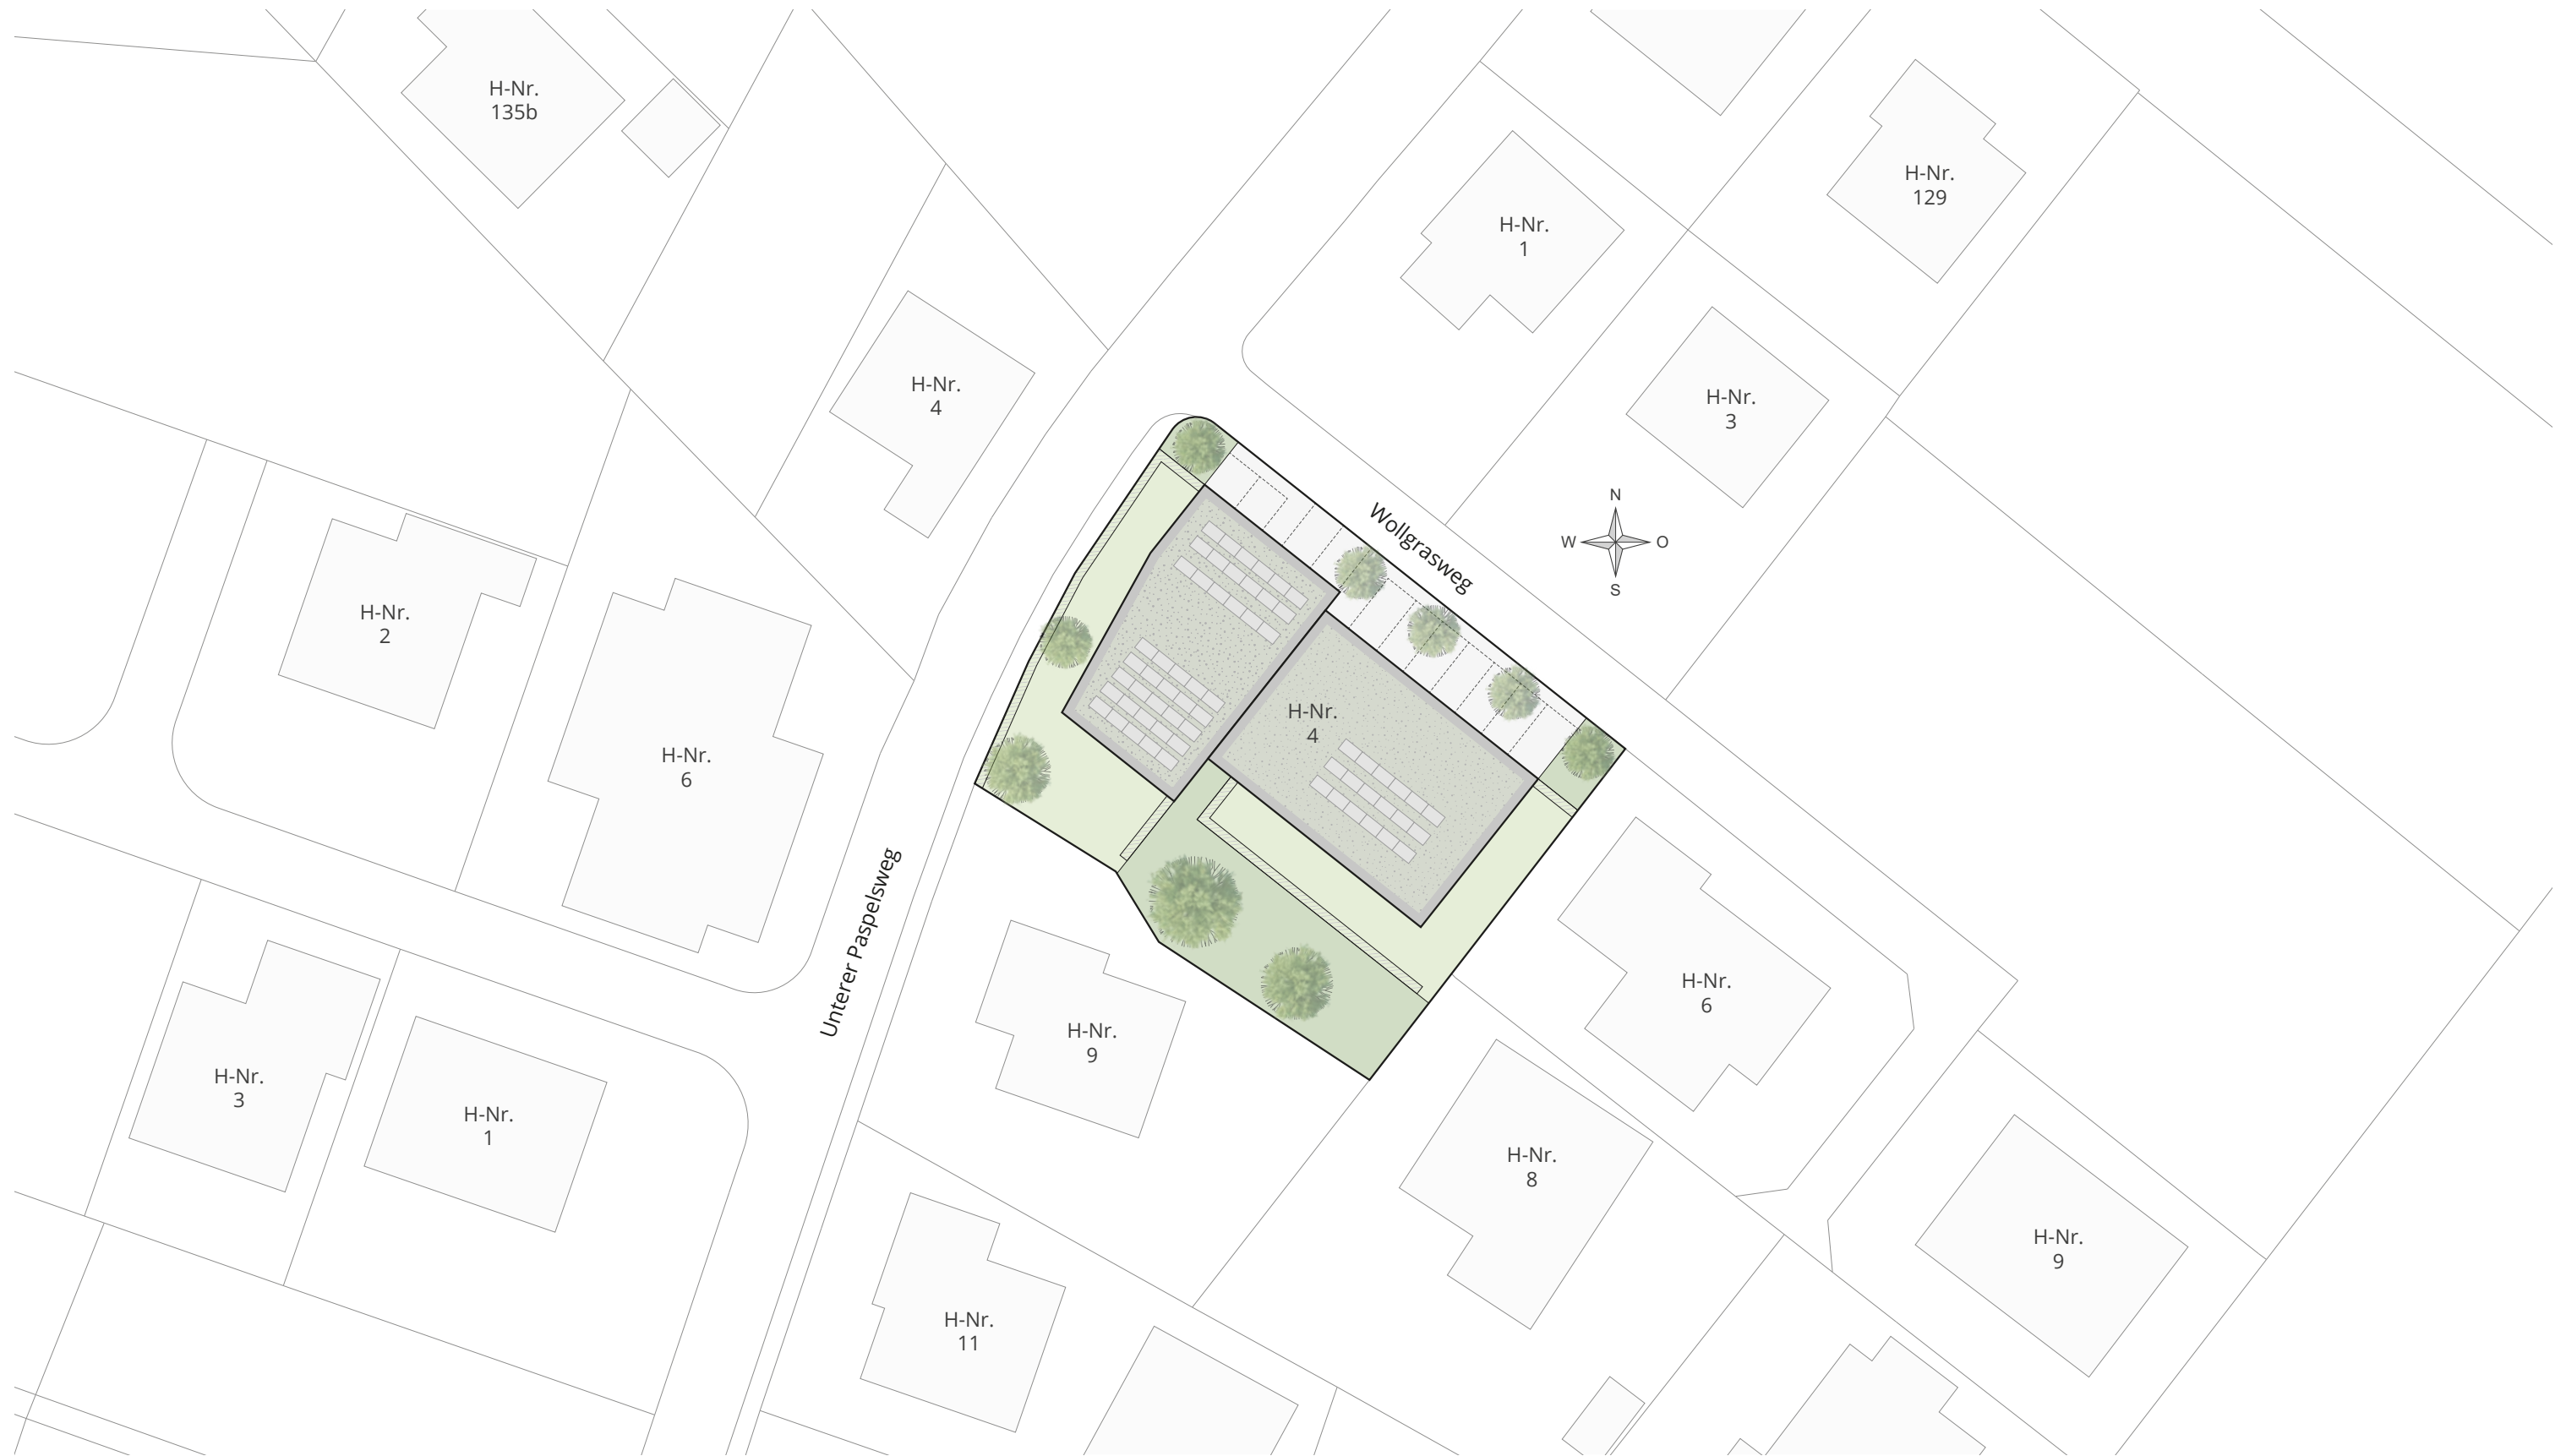 H-Nr.
135b
H-Nr.
129
H-Nr.
1
H-Nr.
4
H-Nr.
3
Wollgrasweg
N
W
O
S
H-Nr.
2
H-Nr.
6
H-Nr.
4
Unterer Paspelsweg
H-Nr.
6
H-Nr.
9
H-Nr.
3
H-Nr.
1
H-Nr.
8
H-Nr.
9
H-Nr.
11